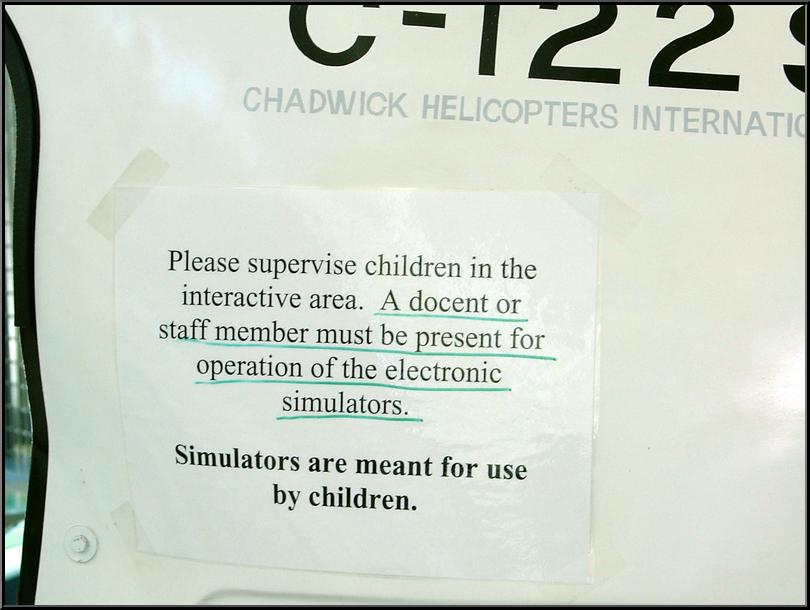 C-122
CHADWICK HELICOPTERS
Please supervise children in the
interactive area. A docent or
staff member must be present for
operation of the electronic
simulators.
Simulators are meant for use
by children.